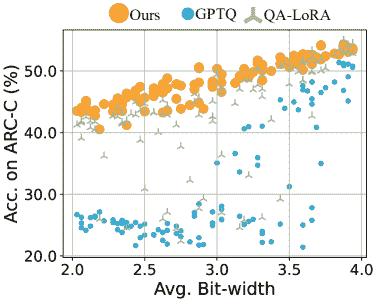 Ours GPTQ QA-LoRA
Acc. on ARC-C (%)
50.0
40.0
30.0
20.0
2.0 2.5 3.0 3.5 4.0
Avg. Bit-width